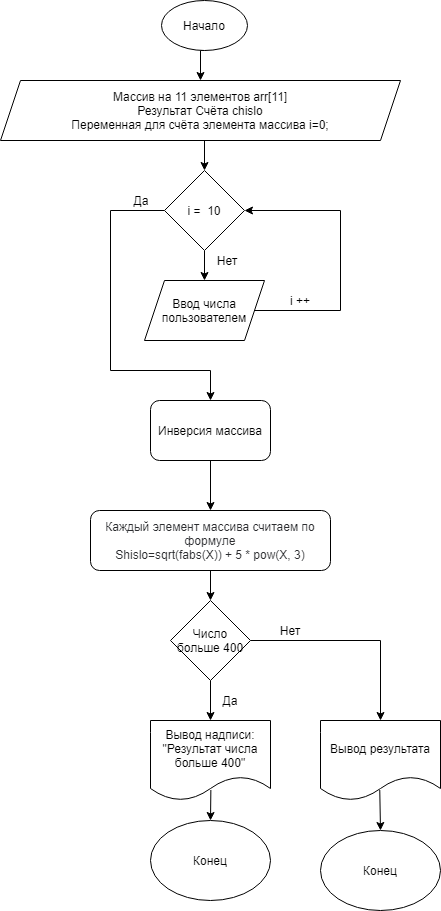 Начало
Массив на 11 элементов arr[11]
Результат Счёта chislo
Переменная для счёта элемента массива i=0;
Да
i = 10
Нет
Ввод числа
пользователем
i ++
Инверсия массива
Каждый элемент массива считаем по
формуле
Shislo=sqrt(fabs(X)) + 5 * pow(X, 3)
Число
больше 400
Нет
Да
Вывод надписи:
"Результат числа
больше 400"
Вывод результата
Конец
Конец